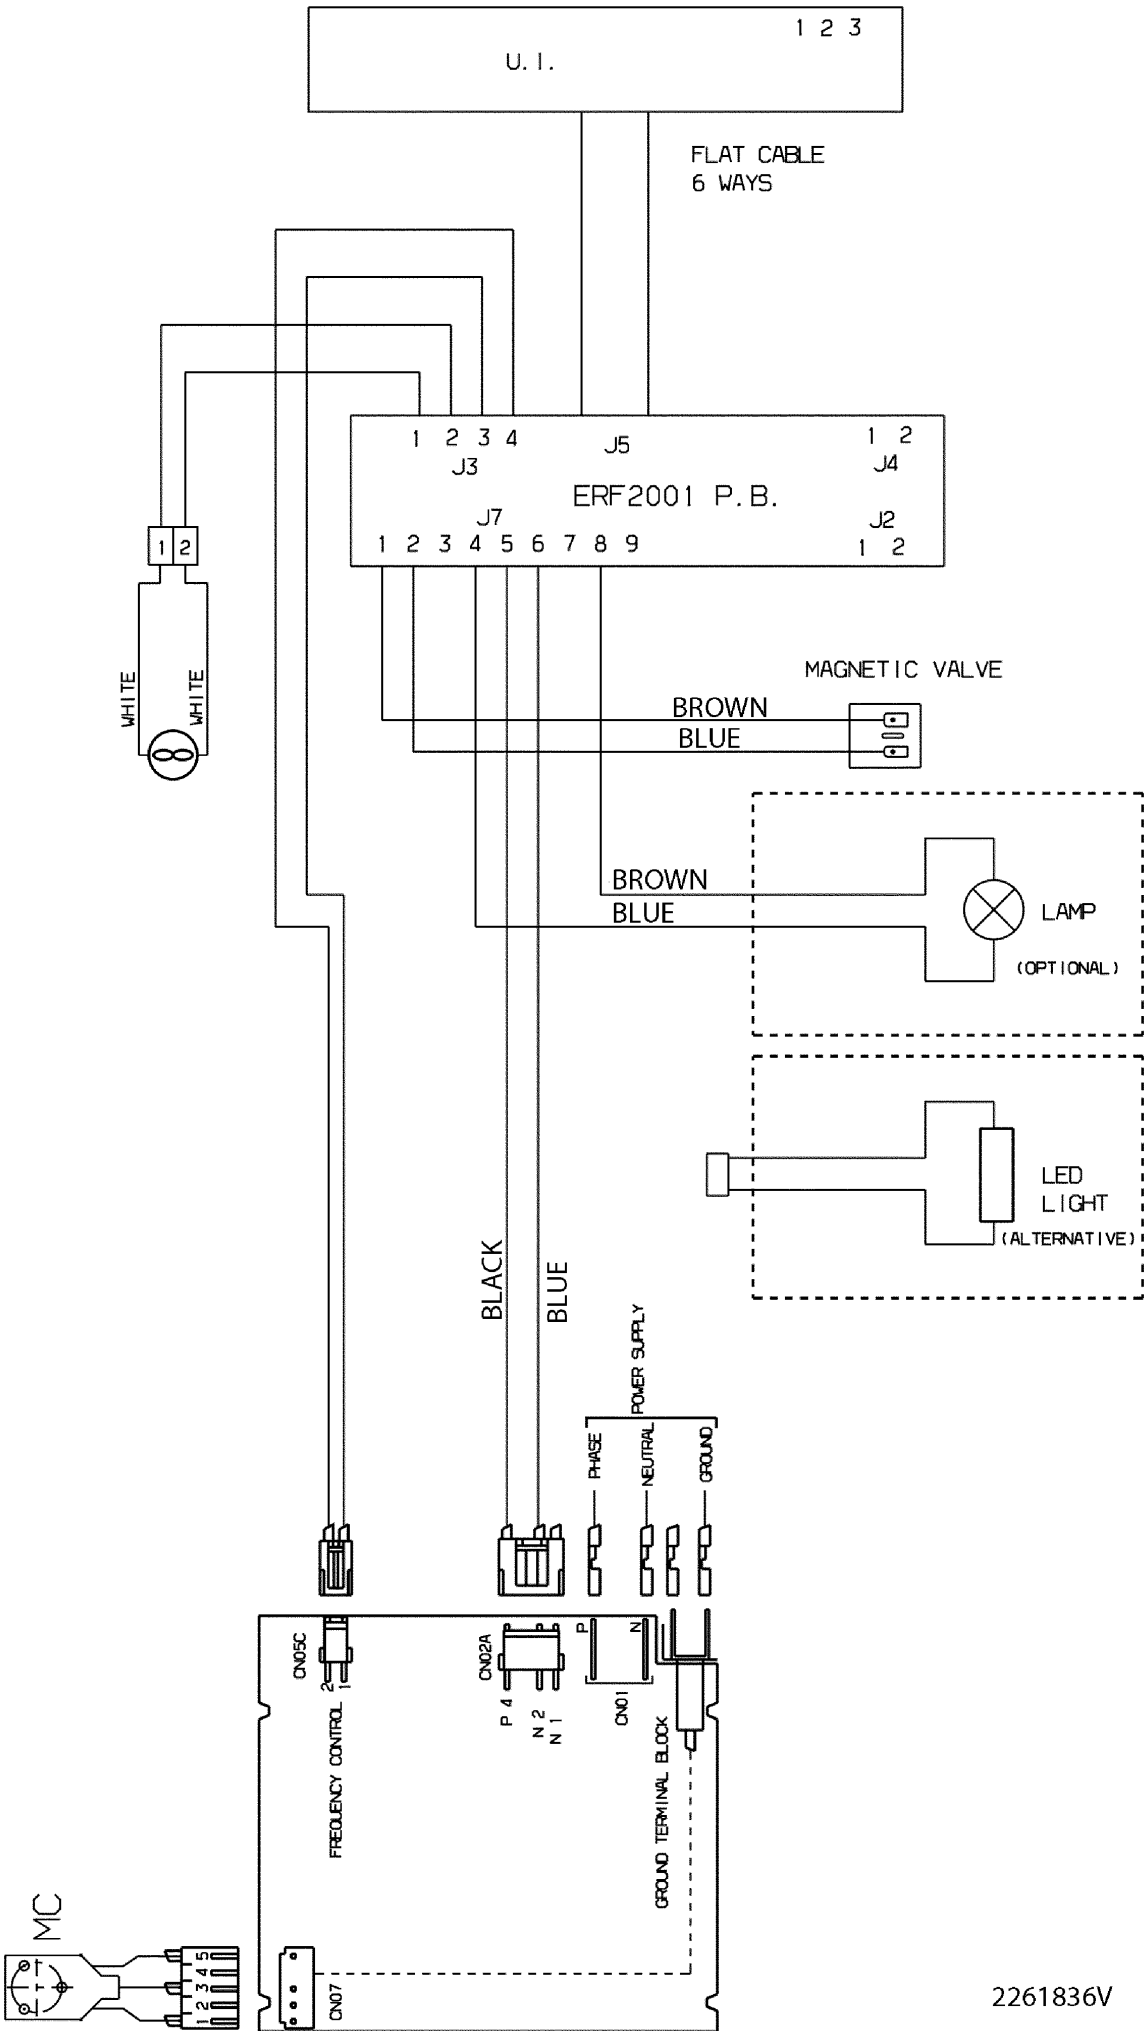 1 2 3
U.I.
FLAT CABLE
6 WAYS
1 2 3 4
J3
J5
1 2
J4
ERF2001 P.B.
J7
J2
1 2 3 4 5 6 7 8 9
1 2
1 2
WHITE
WHITE
MAGNETIC VALVE
BROWN
BLUE
BROWN
BLUE
LAMP
(OPTIONAL)
LED
LIGHT
(ALTERNATIVE)
BLACK
BLUE
POWER SUPPLY
PHASE
NEUTRAL
GROUND
CN05C
2
1
FREQUENCY CONTROL
CN02A
P 4
N 2
N 1
P
N
CN01
GROUND TERMINAL BLOCK
MC
1 2 3 4 5
CN07
2261836V